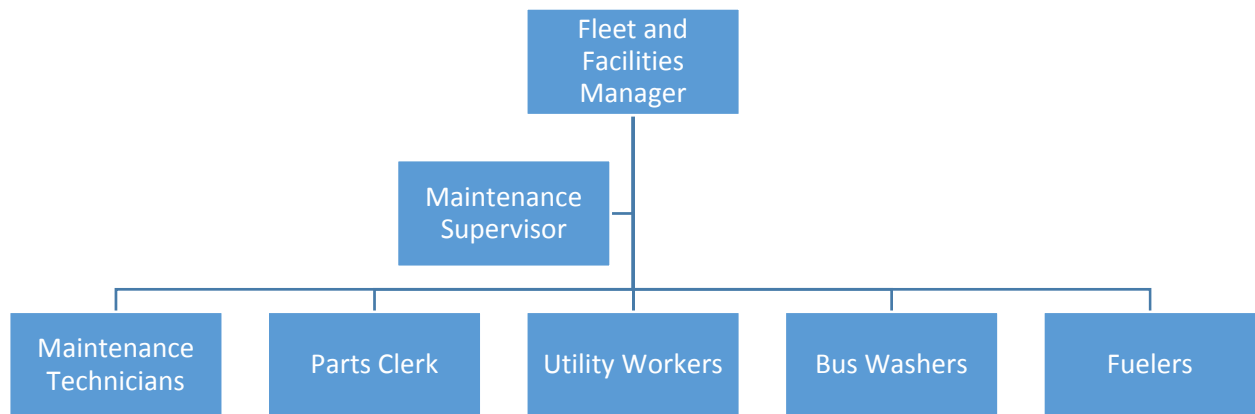 Fleet and
Facilities
Manager
Maintenance
Supervisor
Maintenance
Technicians
Parts Clerk
Utility Workers
Bus Washers
Fuelers